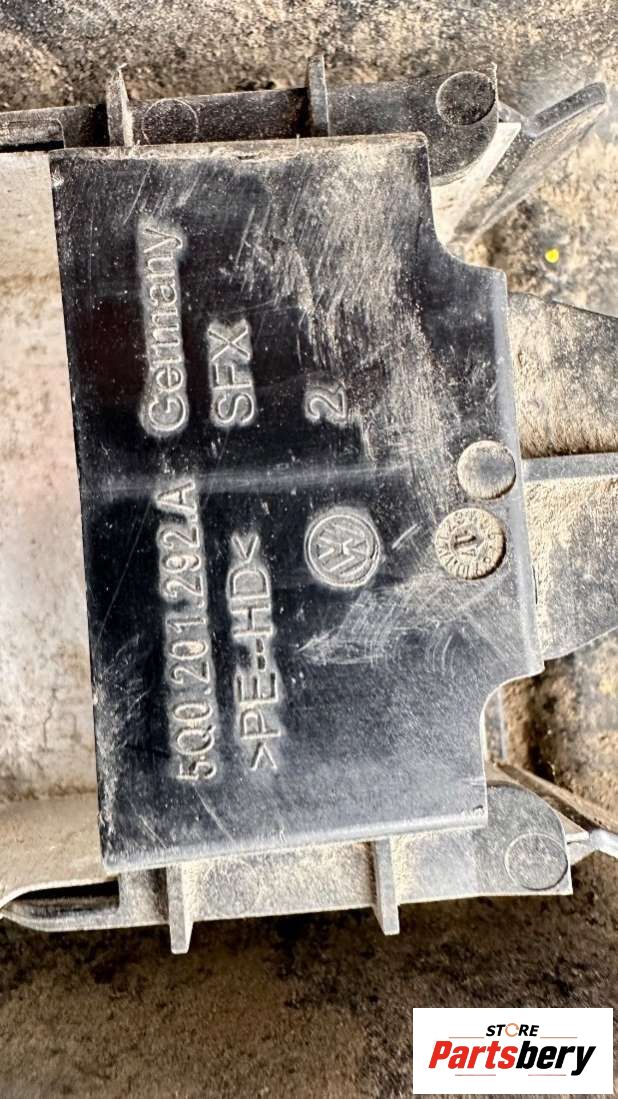 5Q0.201.292.A Germany
>PE-HD< SFX
2
STORE
Partsbery